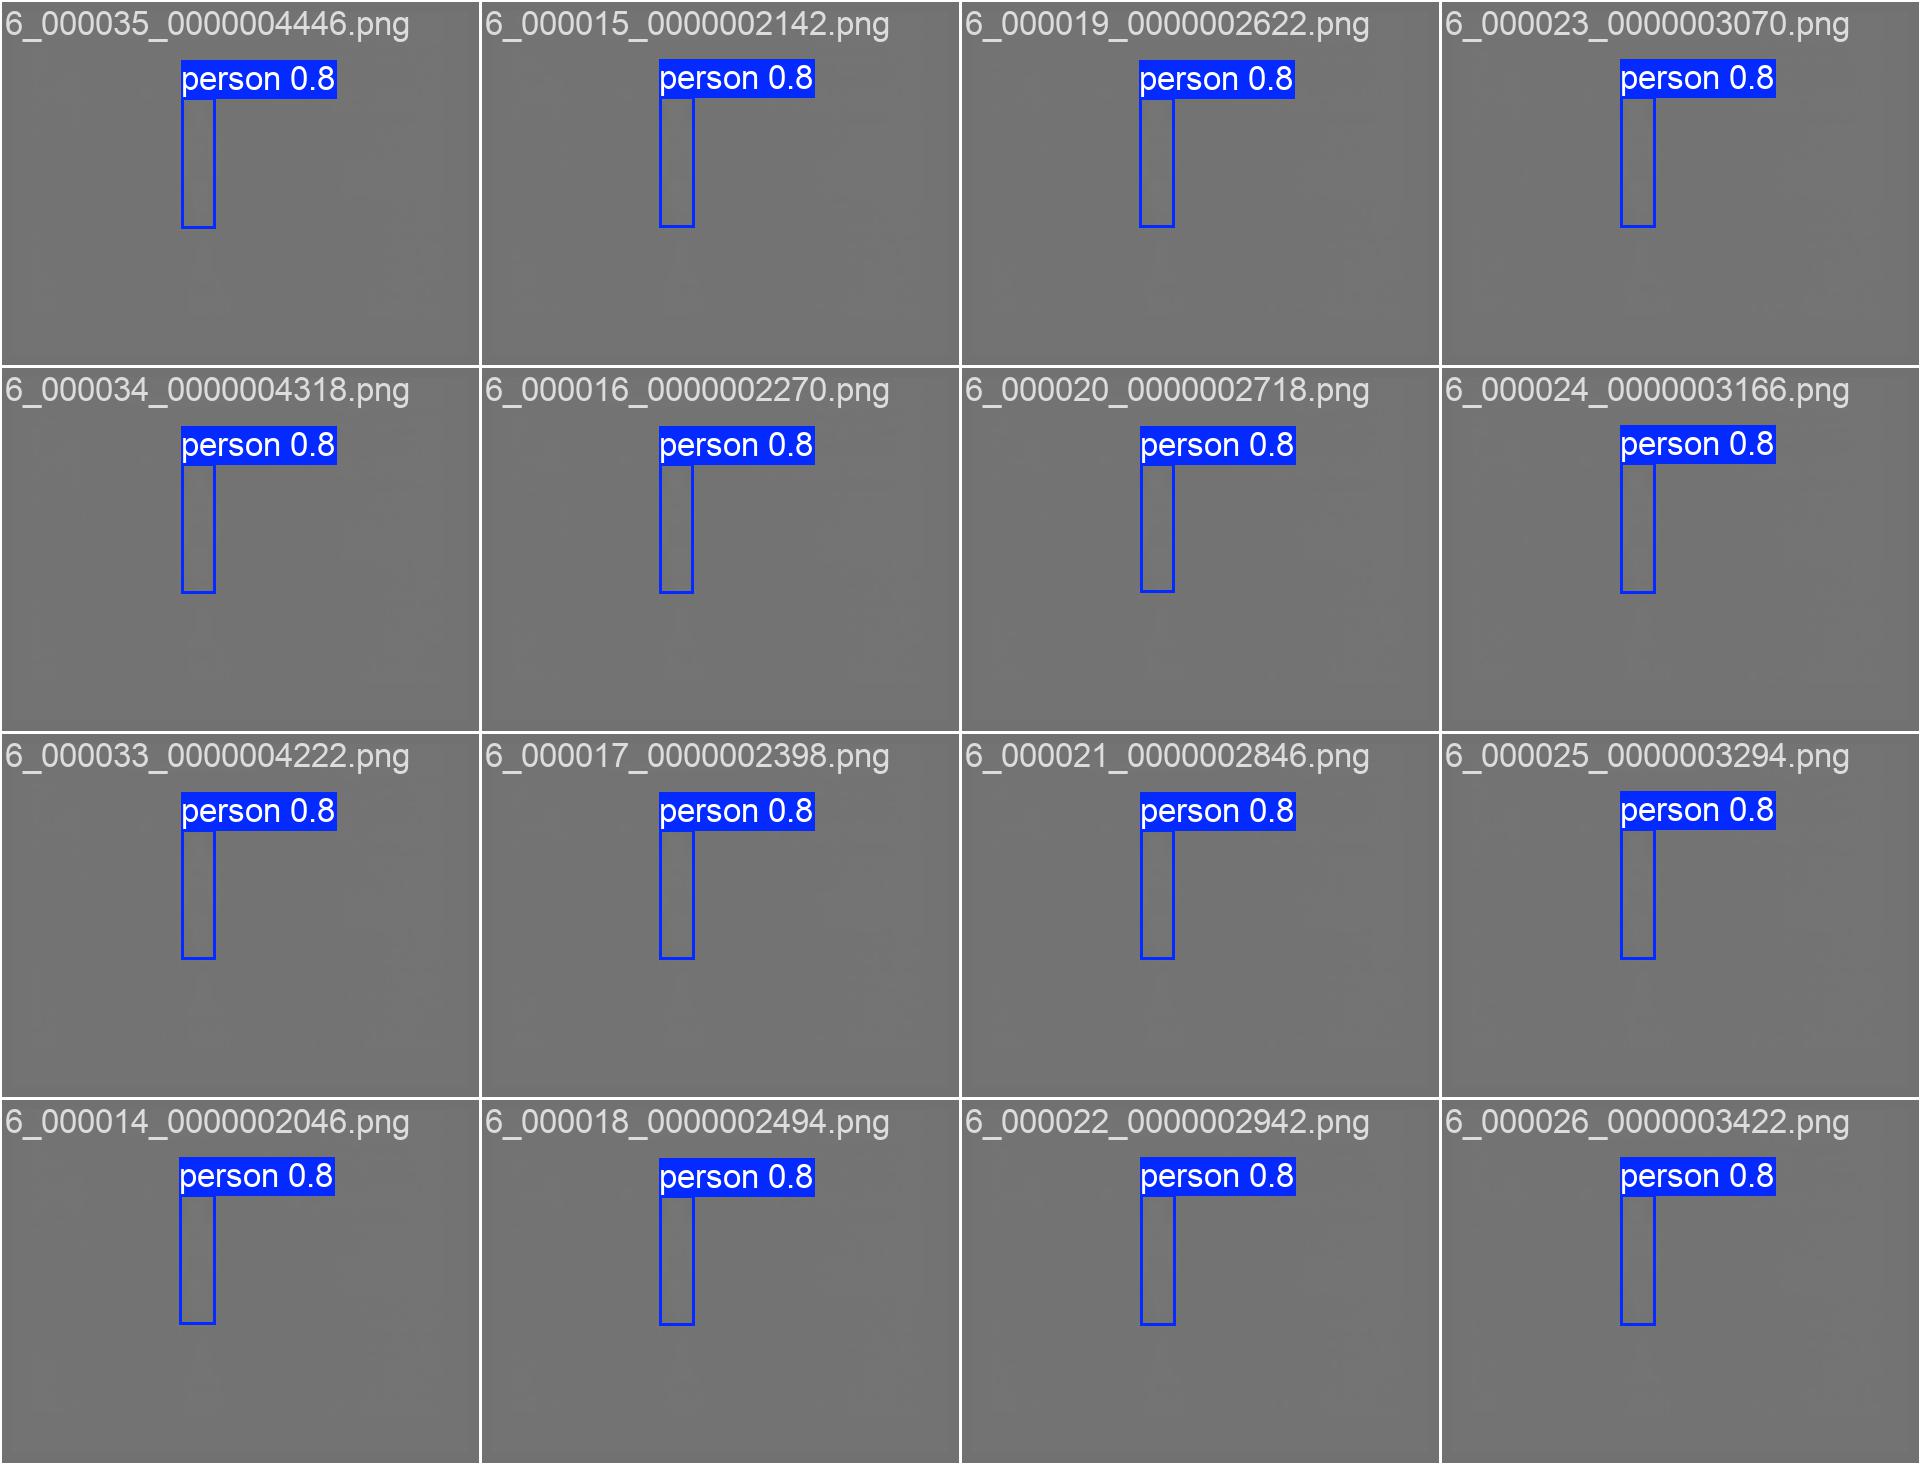 6_000035_0000004446.png
person 0.8
6_000015_0000002142.png
person 0.8
6_000019_0000002622.png
person 0.8
6_000023_0000003070.png
person 0.8
6_000034_0000004318.png
person 0.8
6_000016_0000002270.png
person 0.8
6_000020_0000002718.png
person 0.8
6_000024_0000003166.png
person 0.8
6_000033_0000004222.png
person 0.8
6_000017_0000002398.png
person 0.8
6_000021_0000002846.png
person 0.8
6_000025_0000003294.png
person 0.8
6_000014_0000002046.png
person 0.8
6_000018_0000002494.png
person 0.8
6_000022_0000002942.png
person 0.8
6_000026_0000003422.png
person 0.8